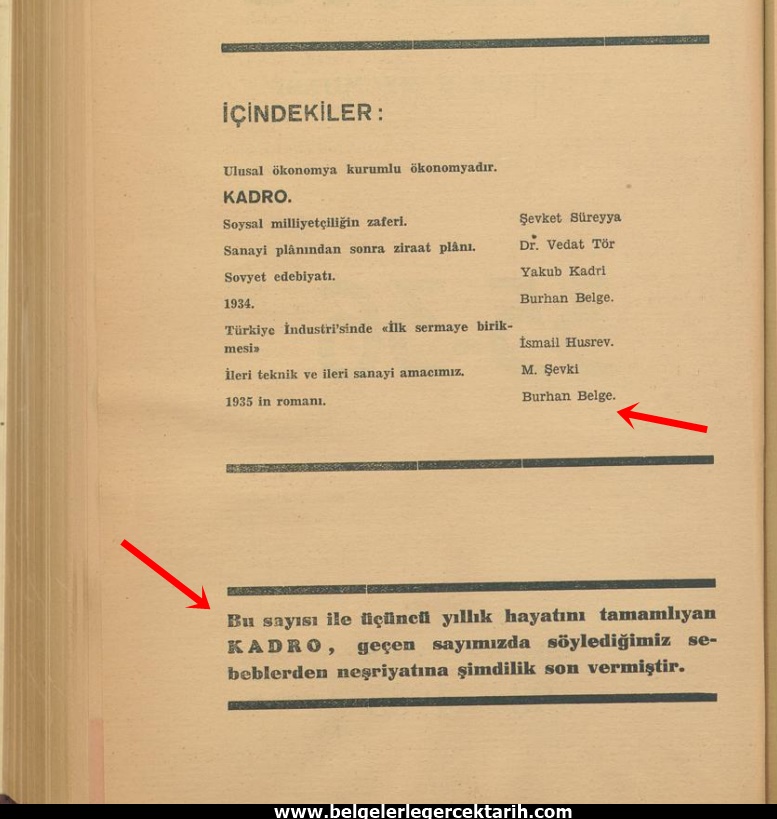 İÇİNDEKİLER :
Ulusal ökonomya kurumlu ökonomyadır.
KADRO.
Soysal milliyetçiliğin zaferi. Şevket Süreyya
Sanayi plânından sonra ziraat plânı. Dr. Vedat Tör
Sovyet edebiyatı. Yakub Kadri
1934. Burhan Belge.
Türkiye İndustri'sinde «İlk sermaye birik-
mesi» İsmail Husrev.
İleri teknik ve ileri sanayi amacımız. M. Şevki
1935 in romanı. Burhan Belge.
Bu sayısı ile üçüncü yıllık hayatını tamamlıyan
KADRO, geçen sayımızda söylediğimiz se-
beblerden neşriyatına şimdilik son vermiştir.
www.belgelerlegercektarih.com